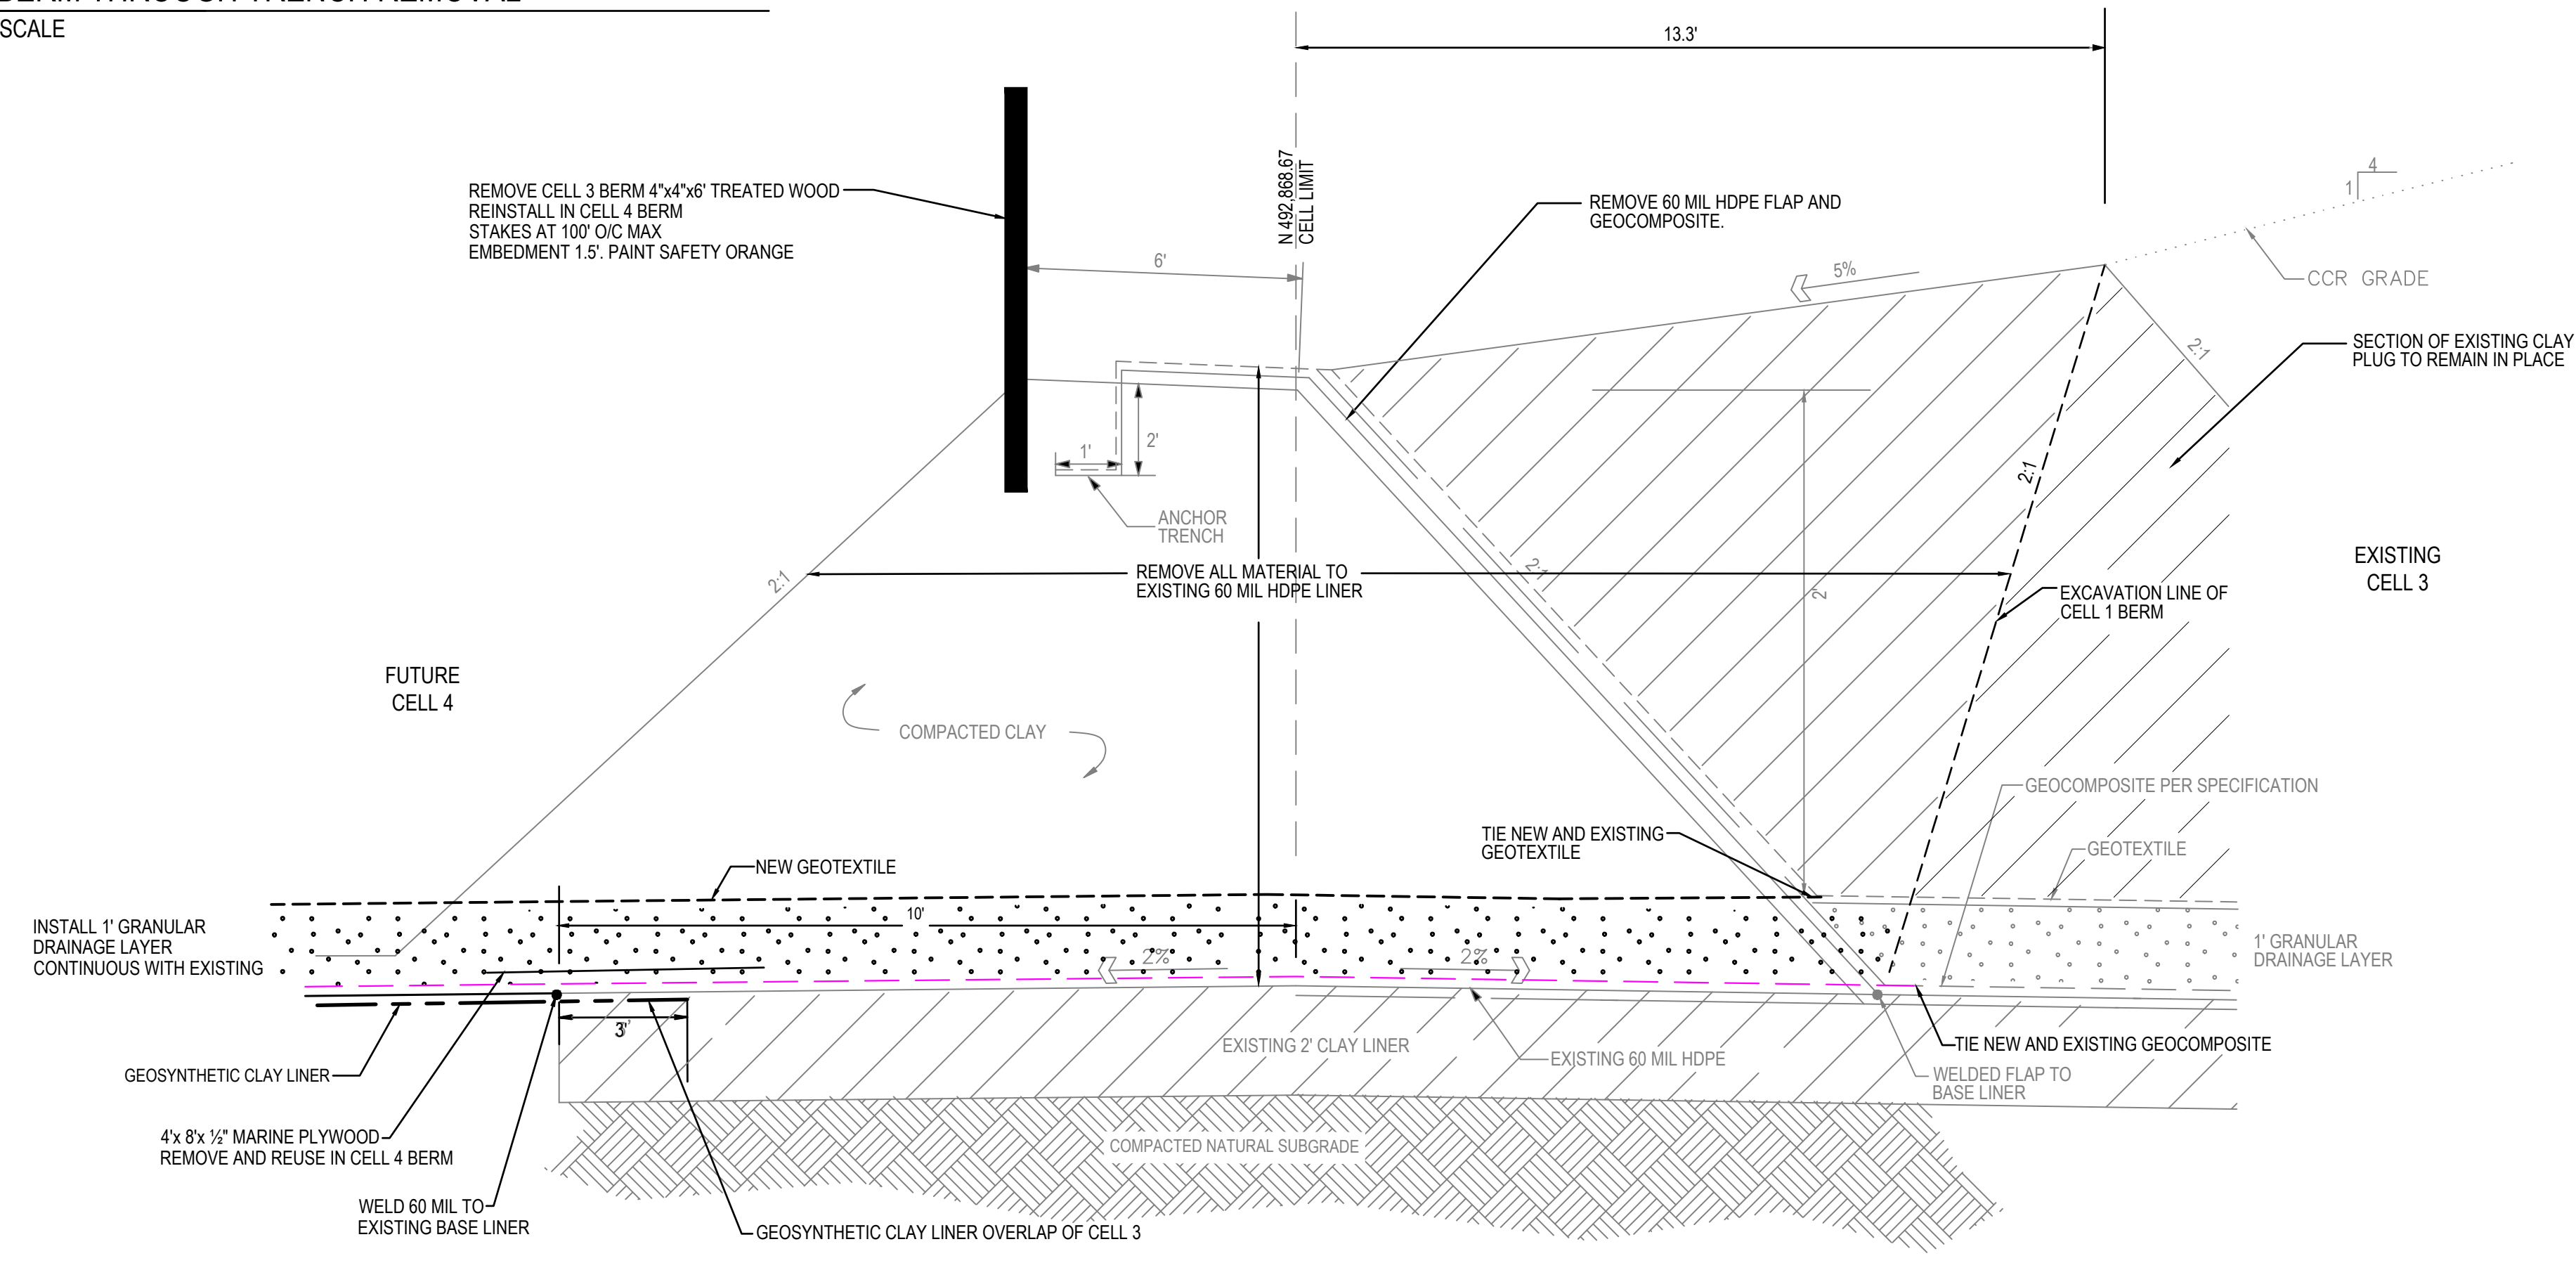 SCALE
13.3'
N 492,868.67
CELL LIMIT
REMOVE CELL 3 BERM 4"x4"x6' TREATED WOOD
REINSTALL IN CELL 4 BERM
STAKES AT 100' O/C MAX
EMBEDMENT 1.5'. PAINT SAFETY ORANGE
REMOVE 60 MIL HDPE FLAP AND
GEOCOMPOSITE.
4
1
6'
5%
CCR GRADE
2:1
SECTION OF EXISTING CLAY
PLUG TO REMAIN IN PLACE
1'
2'
2:1
ANCHOR
TRENCH
2:1
REMOVE ALL MATERIAL TO
EXISTING 60 MIL HDPE LINER
2:1
2'
EXCAVATION LINE OF
CELL 1 BERM
EXISTING
CELL 3
FUTURE
CELL 4
COMPACTED CLAY
GEOCOMPOSITE PER SPECIFICATION
TIE NEW AND EXISTING
GEOTEXTILE
GEOTEXTILE
NEW GEOTEXTILE
10'
INSTALL 1' GRANULAR
DRAINAGE LAYER
CONTINUOUS WITH EXISTING
2%
2%
1' GRANULAR
DRAINAGE LAYER
3'
EXISTING 2' CLAY LINER
EXISTING 60 MIL HDPE
TIE NEW AND EXISTING GEOCOMPOSITE
GEOSYNTHETIC CLAY LINER
WELDED FLAP TO
BASE LINER
4'x 8'x ½" MARINE PLYWOOD
REMOVE AND REUSE IN CELL 4 BERM
COMPACTED NATURAL SUBGRADE
WELD 60 MIL TO
EXISTING BASE LINER
GEOSYNTHETIC CLAY LINER OVERLAP OF CELL 3